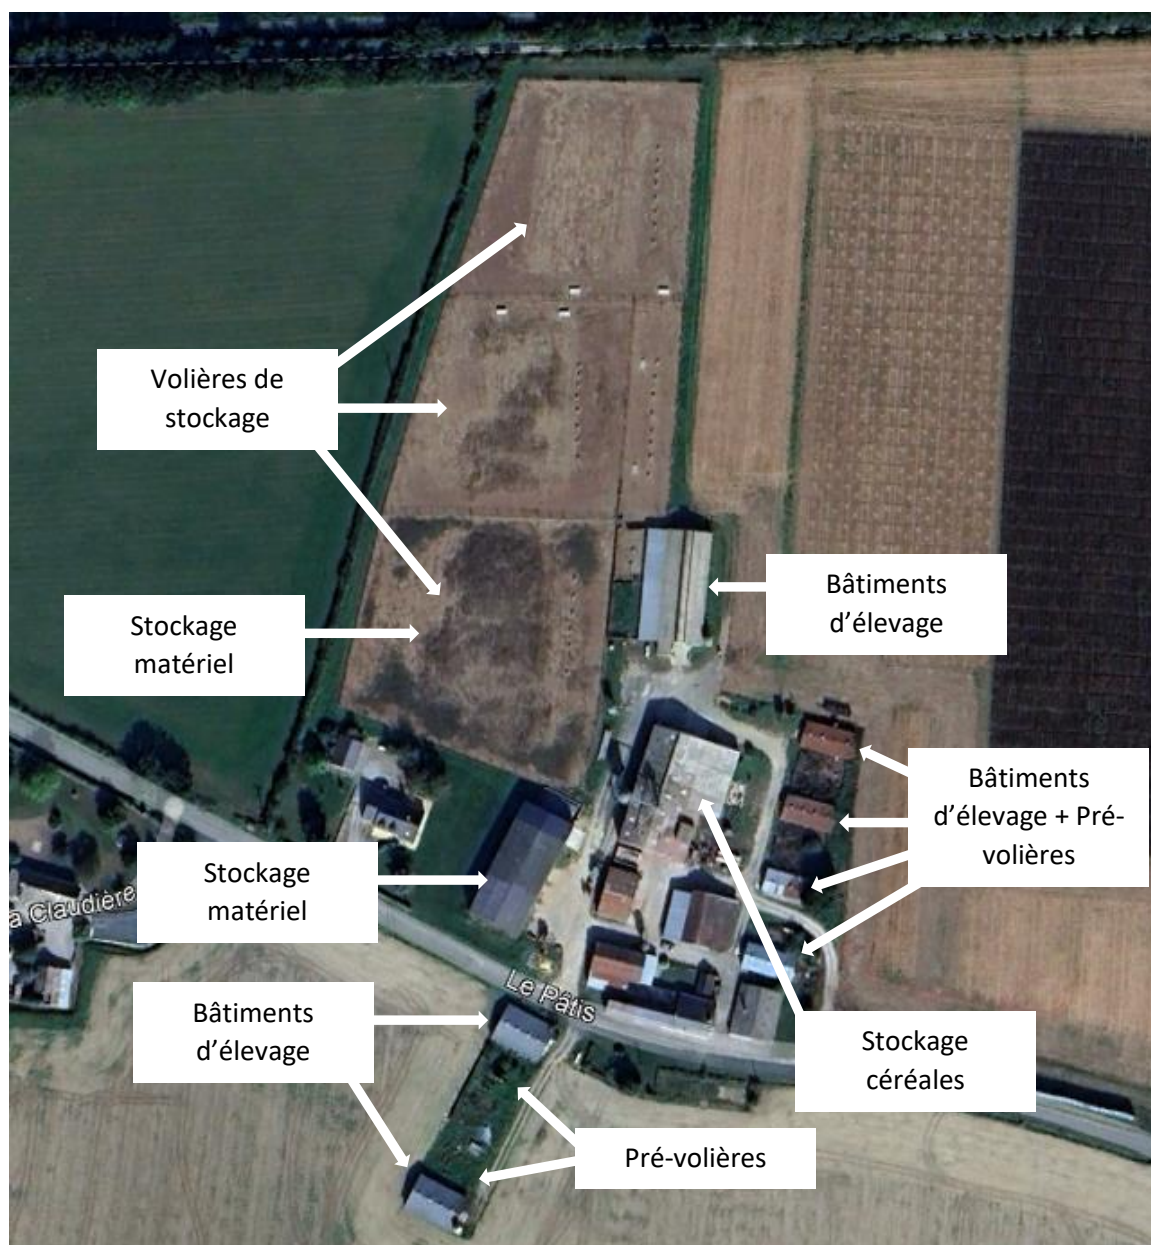 Volières de
stockage
Bâtiments
d’élevage
Stockage
matériel
Bâtiments
d’élevage + Pré-
volières
Stockage
matériel
a Claudière
Le Pâtis
Bâtiments
d’élevage
Stockage
céréales
Pré-volières